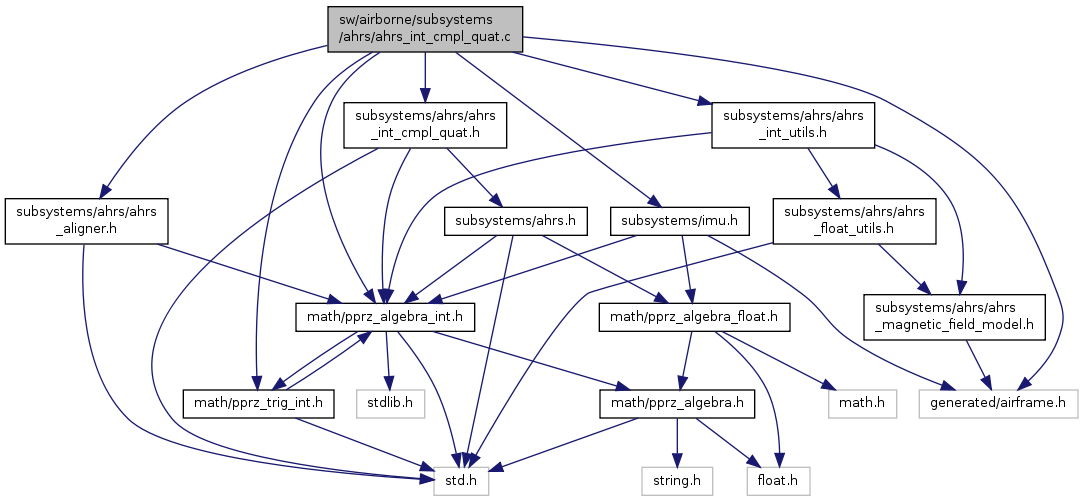 sw/airborne/subsystems
/ahrs/ahrs_int_cmpl_quat.c
subsystems/ahrs/ahrs
_int_cmpl_quat.h
subsystems/ahrs/ahrs
_int_utils.h
subsystems/ahrs/ahrs
_aligner.h
subsystems/ahrs.h
subsystems/imu.h
subsystems/ahrs/ahrs
_float_utils.h
math/pprz_algebra_int.h
math/pprz_algebra_float.h
subsystems/ahrs/ahrs
_magnetic_field_model.h
math/pprz_trig_int.h
stdlib.h
math/pprz_algebra.h
math.h
generated/airframe.h
std.h
string.h
float.h